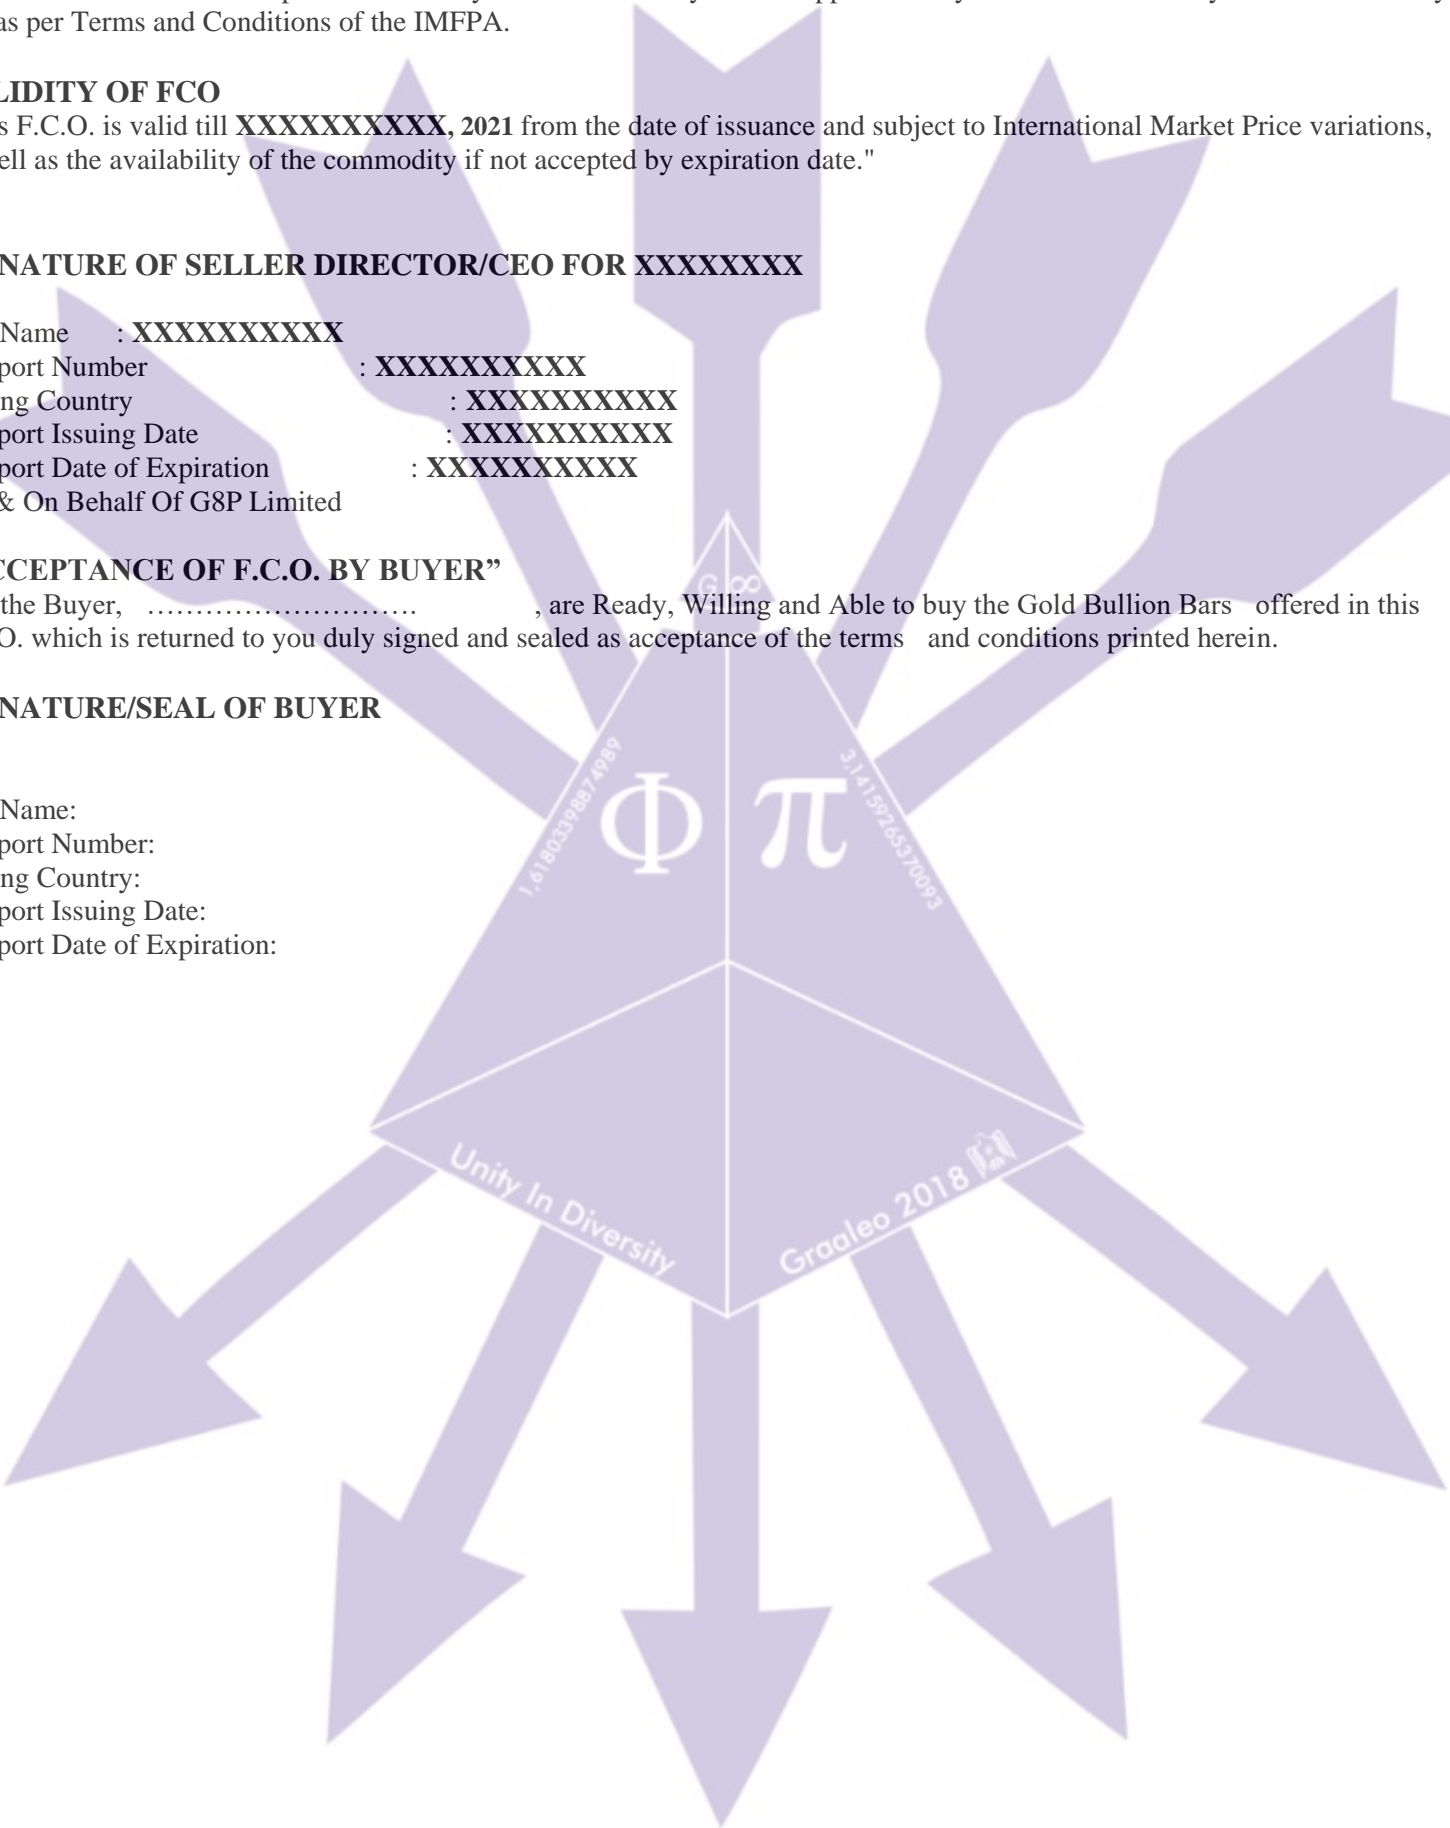 as per Terms and Conditions of the IMFPA.
LIDITY OF FCO
s F.C.O. is valid till XXXXXXXXXX, 2021 from the date of issuance and subject to International Market Price variations,
ell as the availability of the commodity if not accepted by expiration date."
NATURE OF SELLER DIRECTOR/CEO FOR XXXXXXXX
Name : XXXXXXXXXX
port Number : XXXXXXXXXX
ng Country : XXXXXXXXXX
port Issuing Date : XXXXXXXXXX
port Date of Expiration : XXXXXXXXXX
& On Behalf Of G8P Limited
CCEPTANCE OF F.C.O. BY BUYER”
the Buyer, ………………………. , are Ready, Willing and Able to buy the Gold Bullion Bars offered in this
O. which is returned to you duly signed and sealed as acceptance of the terms and conditions printed herein.
NATURE/SEAL OF BUYER
Name:
port Number:
ng Country:
port Issuing Date:
port Date of Expiration:
G ∞
1,6180339887 4989
3,14159265370093
Φ π
Unity In Diversity
Graaleo 2018